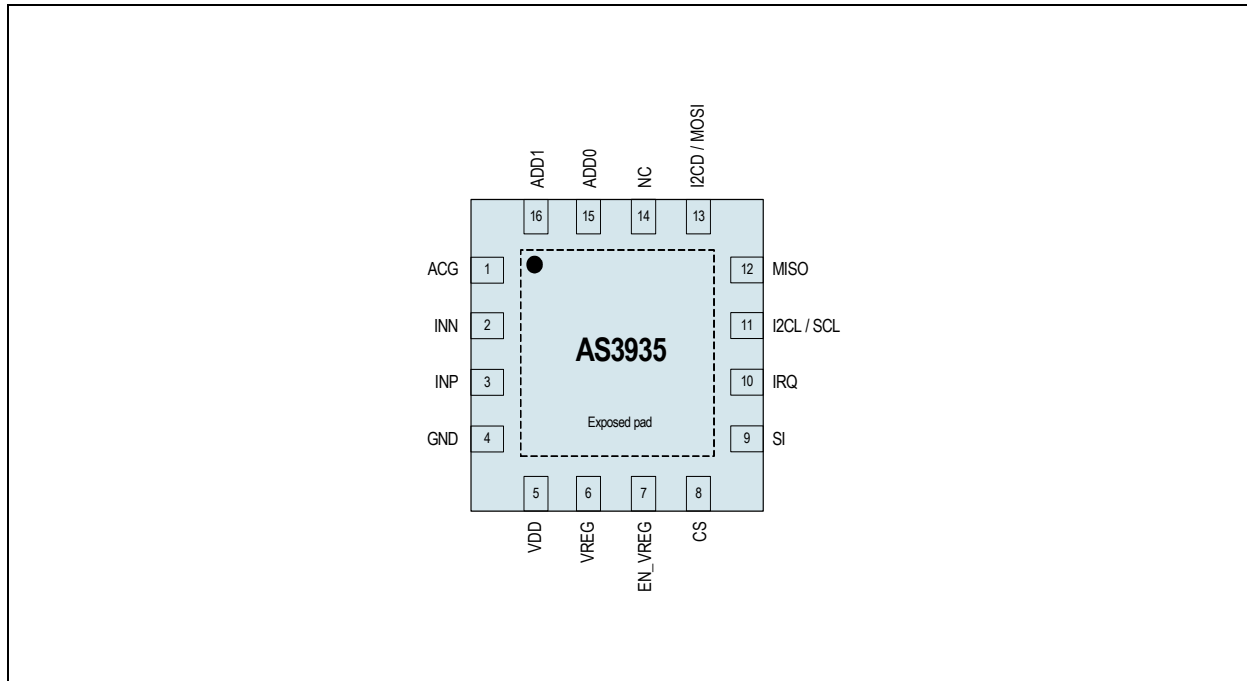 ADD1
ADD0
NC
I2CD / MOSI
16
15
14
13
ACG
1
12
MISO
INN
2
11
I2CL / SCL
AS3935
INP
3
10
IRQ
Exposed pad
GND
4
9
SI
5
6
7
8
VDD
VREG
EN_VREG
CS